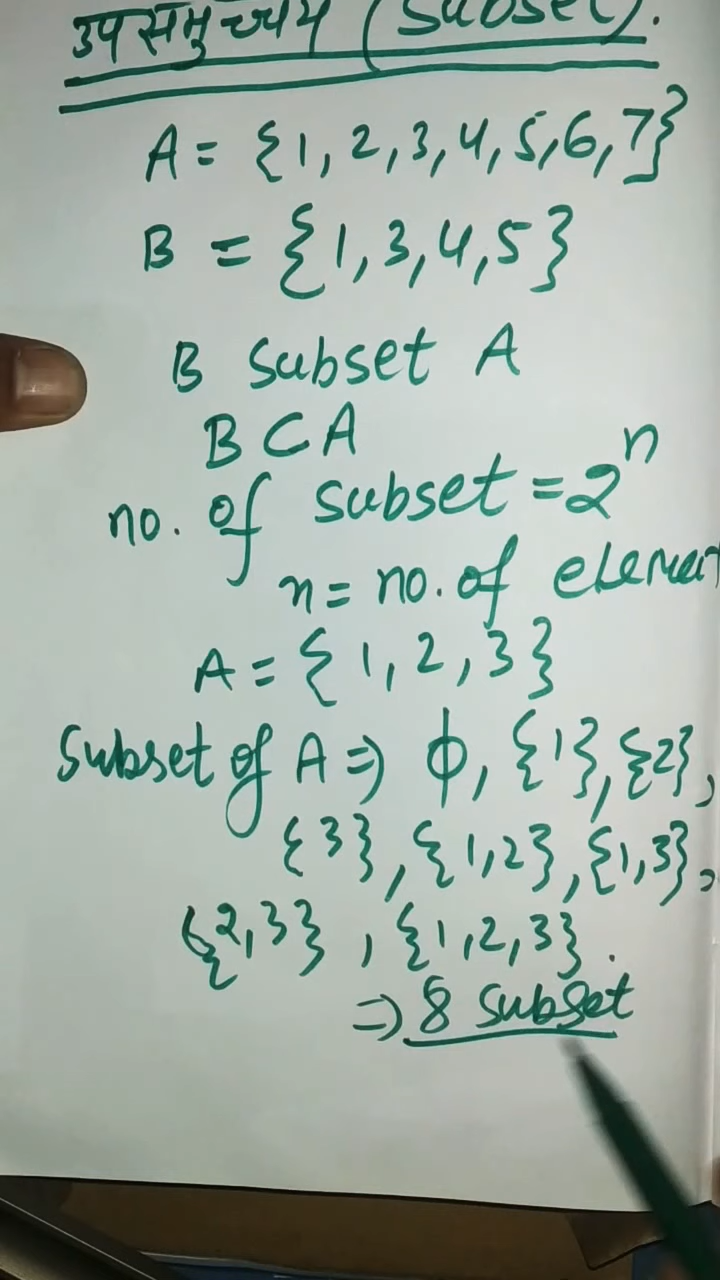 उपसमुच्चय (Subset).
A = {1, 2, 3, 4, 5, 6, 7}
B = {1, 3, 4, 5}
B Subset A
B ⊂ A
no. of subset = 2ⁿ
n = no. of element
A = {1, 2, 3}
Subset of A ⇒ ϕ, {1}, {2},
{3}, {1,2}, {1,3},
{2,3}, {1,2,3}.
⇒ 8 Subset